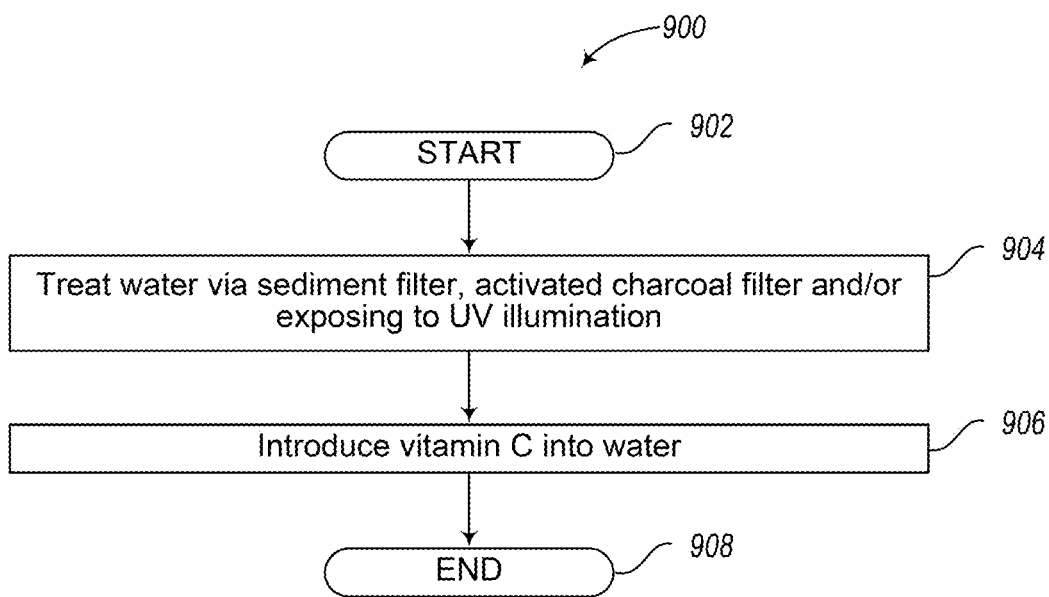 900
START
902
Treat water via sediment filter, activated charcoal filter and/or
exposing to UV illumination
904
Introduce vitamin C into water
906
END
908